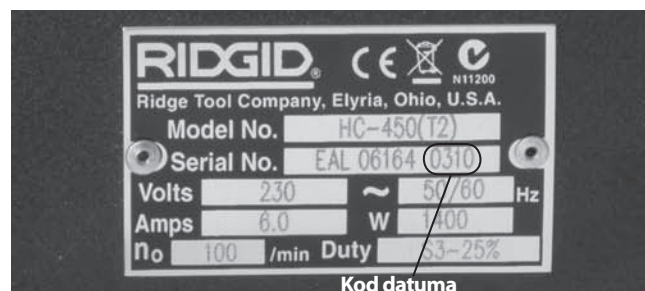 RIDGID® CE
N11200
Ridge Tool Company, Elyria, Ohio, U.S.A.
Model No. HC-450(T2)
Serial No. EAL 06164 0310
Volts 230 ~ 50/60 Hz
Amps 6.0 W 1400
no 100 /min Duty S3-25%
Kod datuma